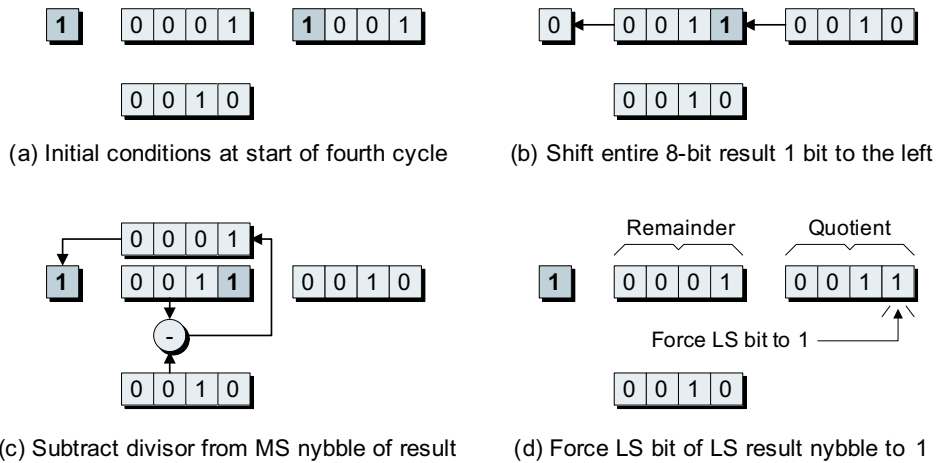 1 0 0 0 1 1 0 0 1
0 0 1 0
(a) Initial conditions at start of fourth cycle
0 0 0 1 1 0 0 1 0
0 0 1 0
(b) Shift entire 8-bit result 1 bit to the left
0 0 0 1
1 0 0 1 1 0 0 1 0
-
0 0 1 0
(c) Subtract divisor from MS nybble of result
Remainder Quotient
1 0 0 0 1 0 0 1 1
Force LS bit to 1
0 0 1 0
(d) Force LS bit of LS result nybble to 1